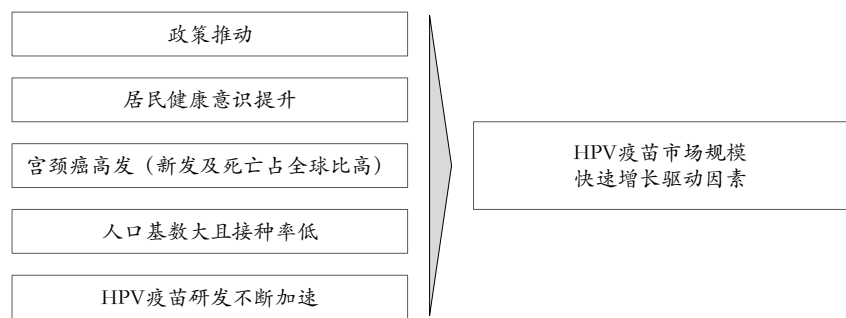 政策推动
居民健康意识提升
宫颈癌高发（新发及死亡占全球比高）
人口基数大且接种率低
HPV疫苗研发不断加速
HPV疫苗市场规模
快速增长驱动因素